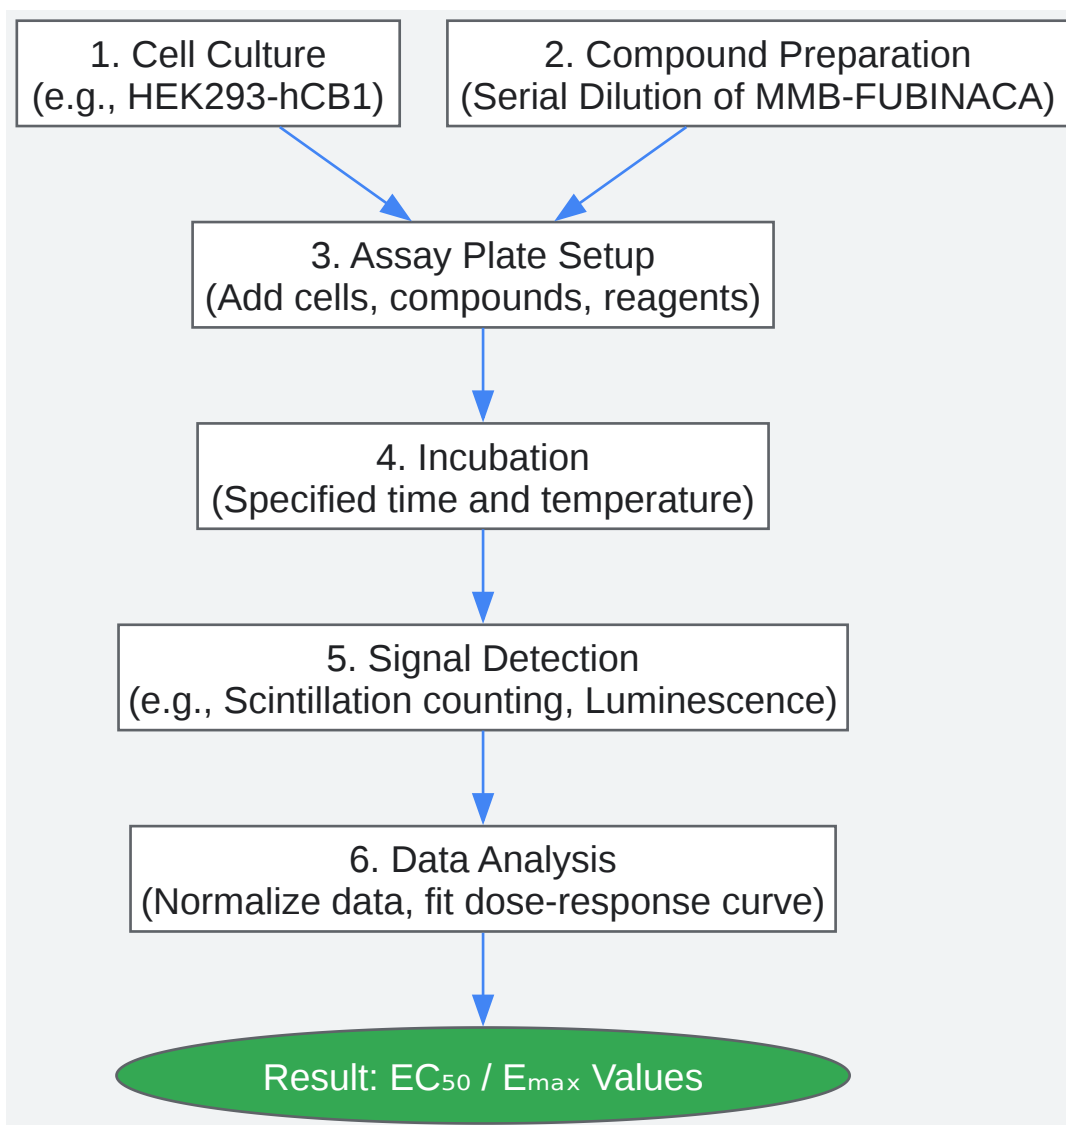 1. Cell Culture
(e.g., HEK293-hCB1)
2. Compound Preparation
(Serial Dilution of MMB-FUBINACA)
3. Assay Plate Setup
(Add cells, compounds, reagents)
4. Incubation
(Specified time and temperature)
5. Signal Detection
(e.g., Scintillation counting, Luminescence)
6. Data Analysis
(Normalize data, fit dose-response curve)
Result: EC₅₀ / Eₘₐₓ Values